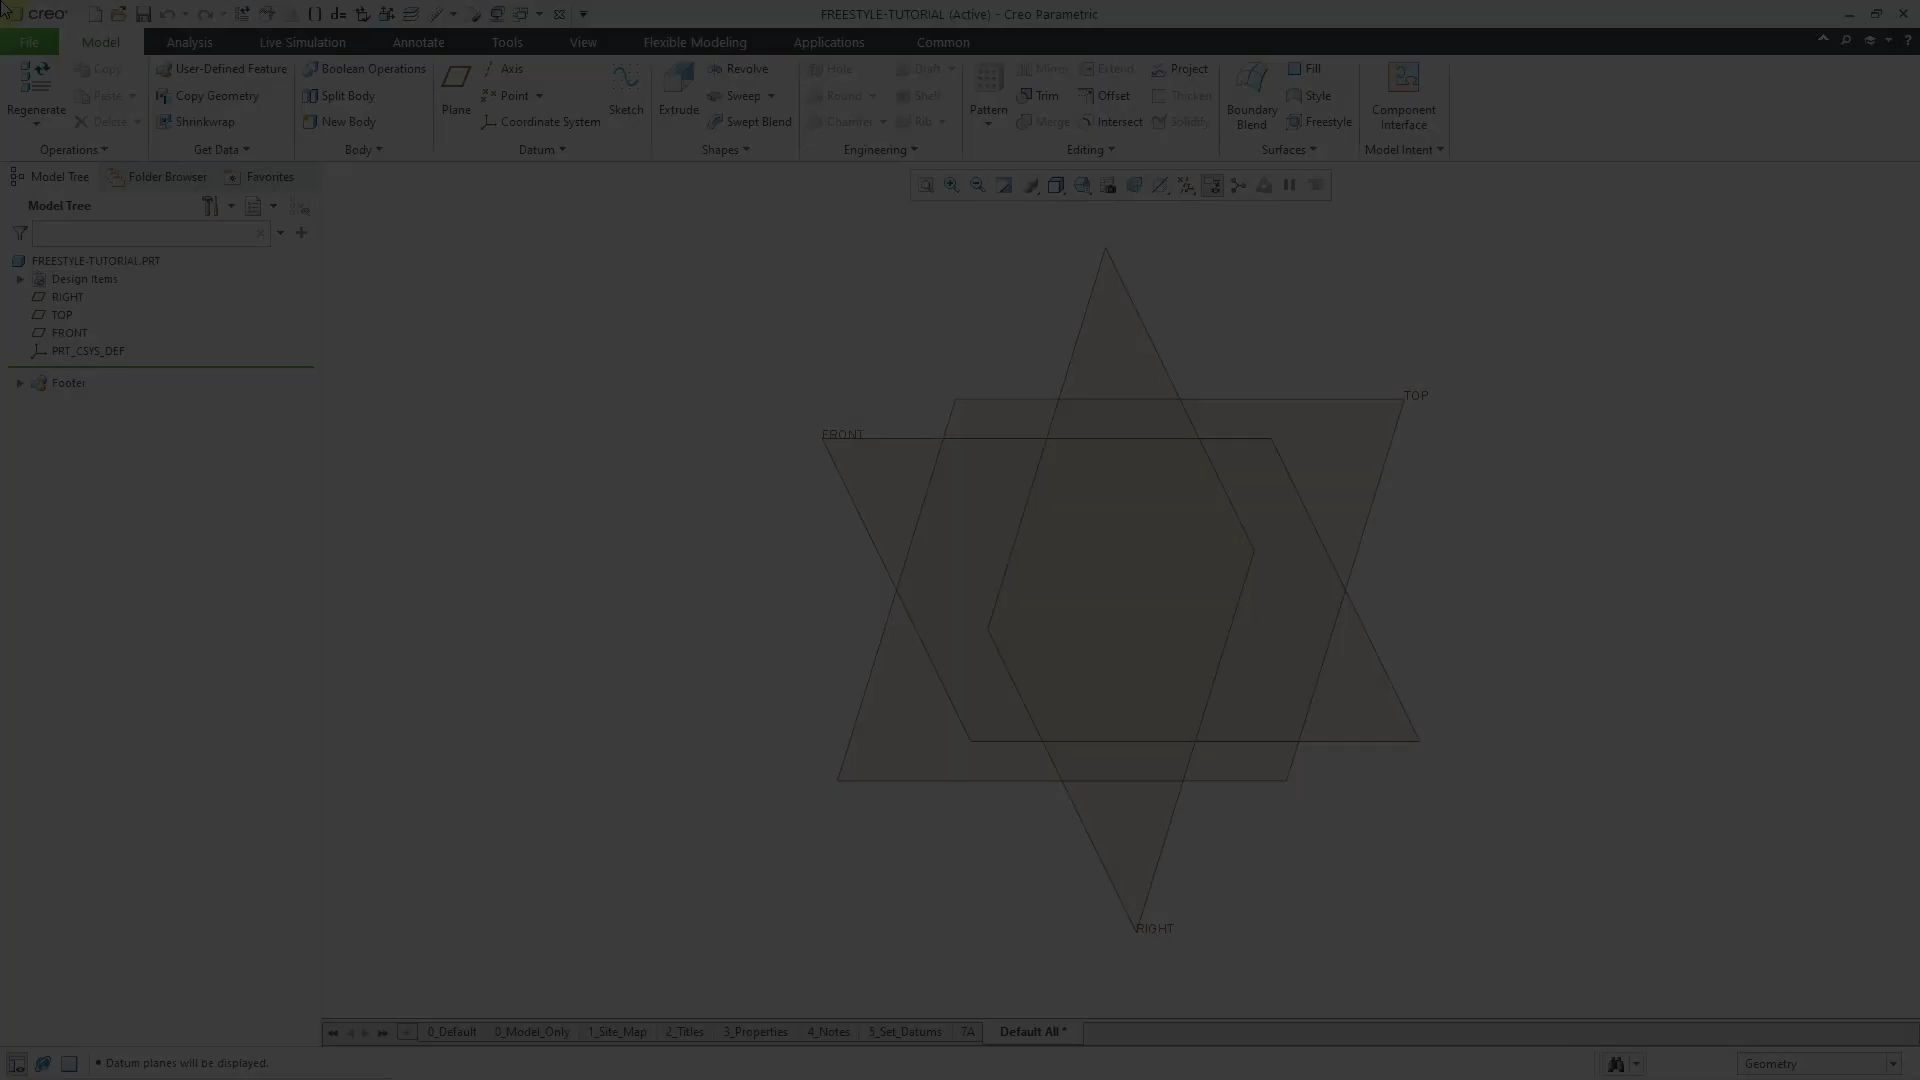 creo
d=
FREESTYLE-TUTORIAL (Active) - Creo Parametric
File Model Analysis Live Simulation Annotate Tools View Flexible Modeling Applications Common
Regenerate
Copy
Paste
Delete
Operations
User-Defined Feature
Copy Geometry
Shrinkwrap
Get Data
Boolean Operations
Split Body
New Body
Body
Plane
Axis
Point
Coordinate System
Sketch
Datum
Extrude
Revolve
Sweep
Swept Blend
Shapes
Hole
Round
Chamfer
Draft
Shell
Rib
Engineering
Pattern
Mirror
Trim
Merge
Extend
Offset
Intersect
Project
Thicken
Solidify
Editing
Boundary
Blend
Fill
Style
Freestyle
Surfaces
Component
Interface
Model Intent
Model Tree Folder Browser Favorites
Model Tree
FREESTYLE-TUTORIAL.PRT
Design Items
RIGHT
TOP
FRONT
PRT_CSYS_DEF
Footer
TOP
FRONT
RIGHT
0_Default 0_Model_Only 1_Site_Map 2_Titles 3_Properties 4_Notes 5_Set_Datums 7A Default All *
• Datum planes will be displayed.
Geometry